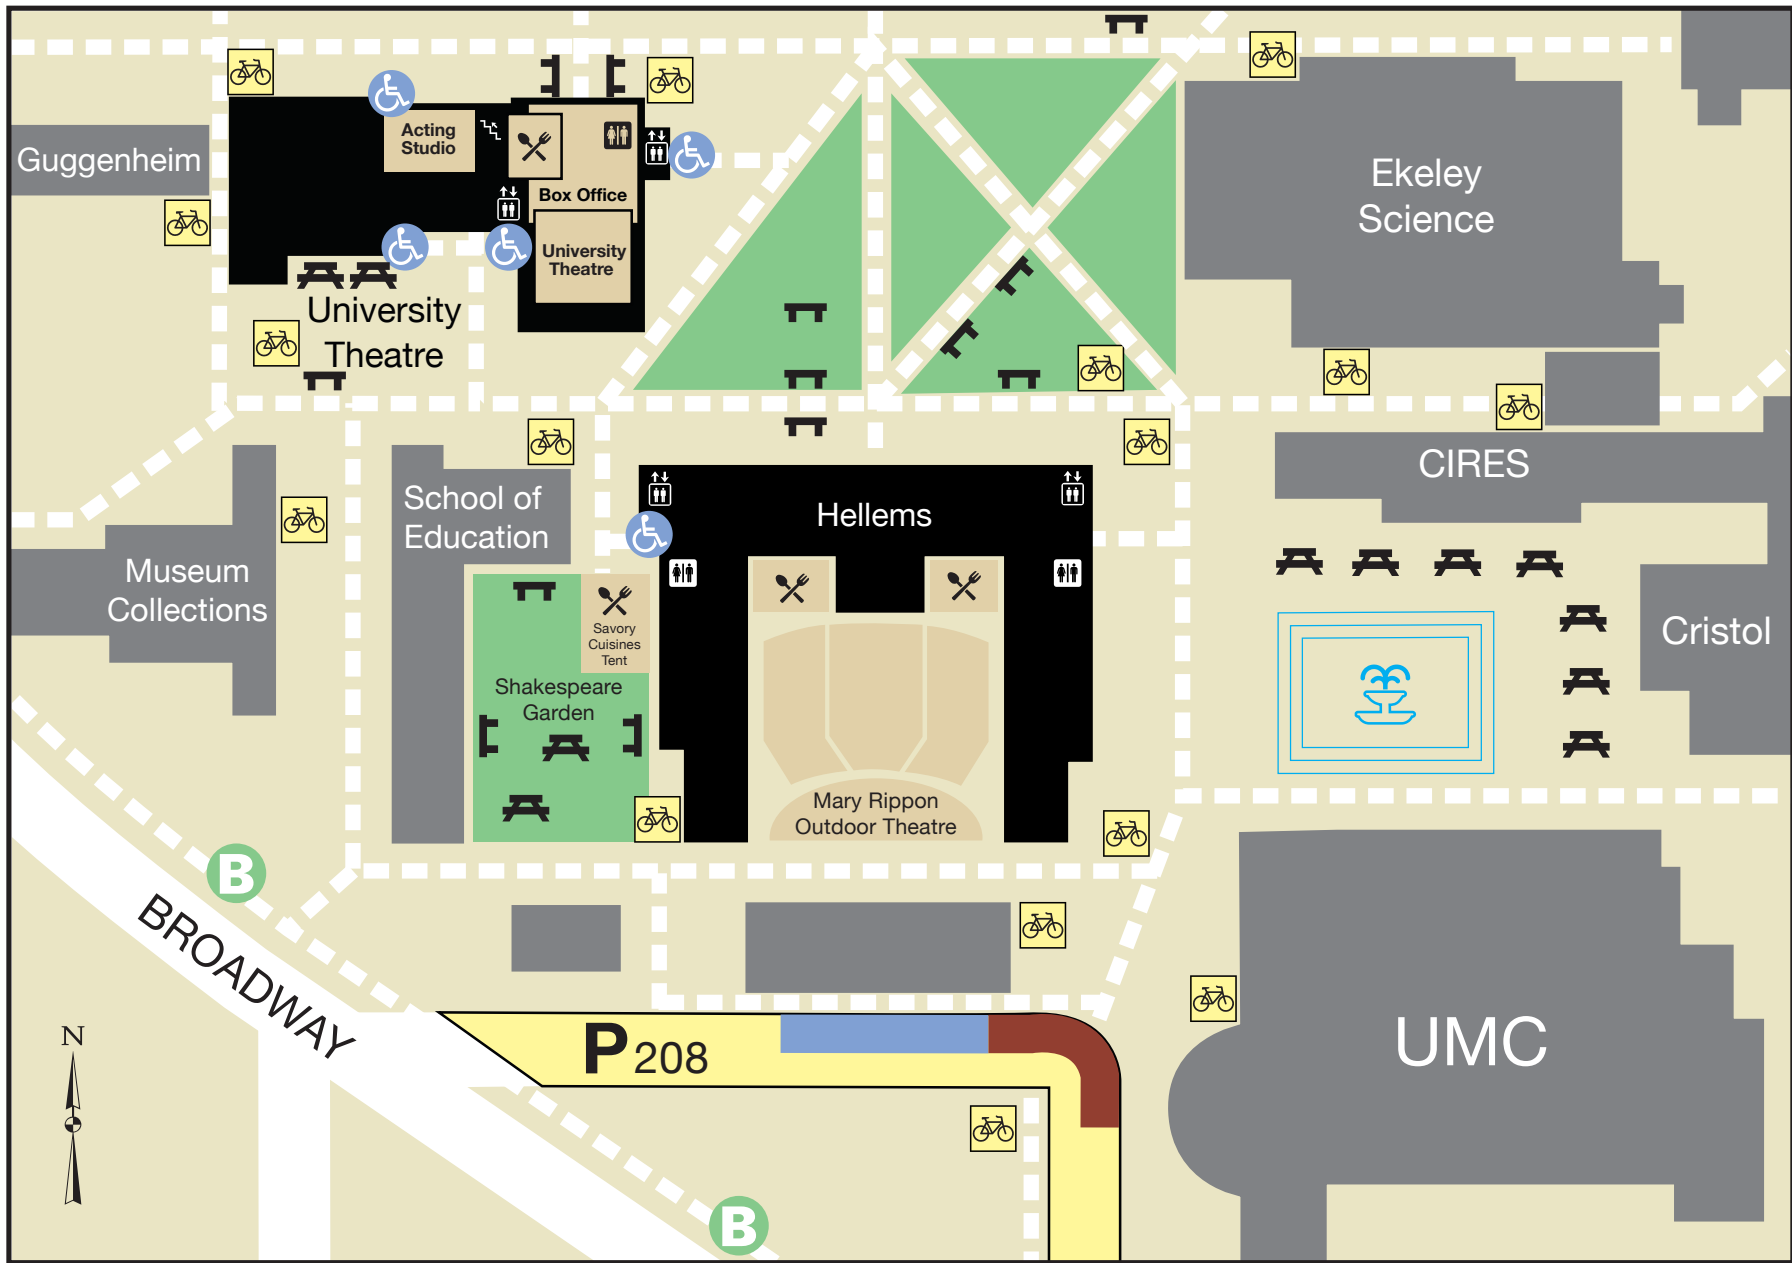 Guggenheim
Acting
Studio
Box Office
University
Theatre
University
Theatre
Ekeley
Science
CIRES
School of
Education
Hellems
Museum
Collections
Savory
Cuisines
Tent
Shakespeare
Garden
Cristol
Mary Rippon
Outdoor Theatre
B
BROADWAY
N
P 208
UMC
B